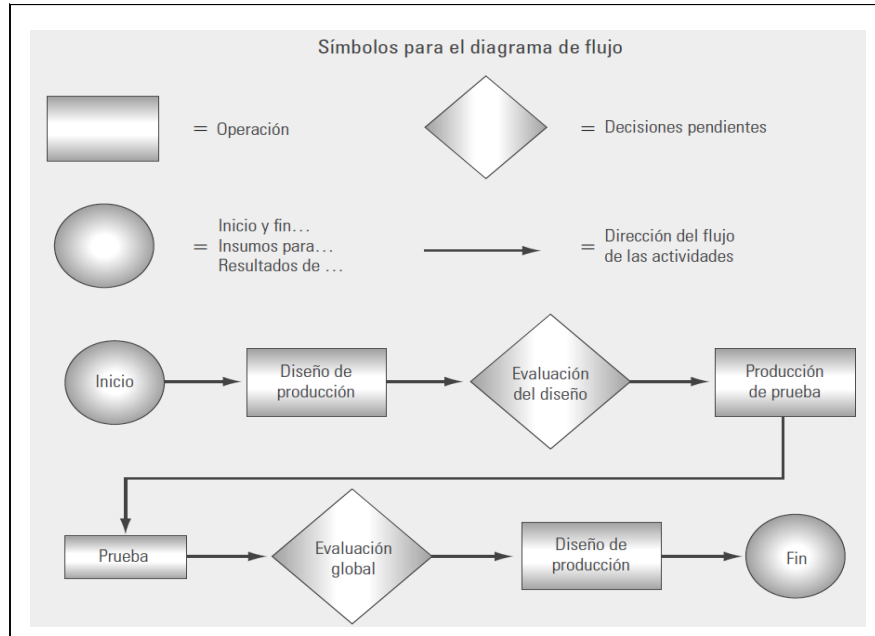 Símbolos para el diagrama de flujo
= Operación
= Decisiones pendientes
Inicio y fin…
= Insumos para…
Resultados de …
= Dirección del flujo
de las actividades
Inicio
Diseño de
producción
Evaluación
del diseño
Producción
de prueba
Prueba
Evaluación
global
Diseño de
producción
Fin